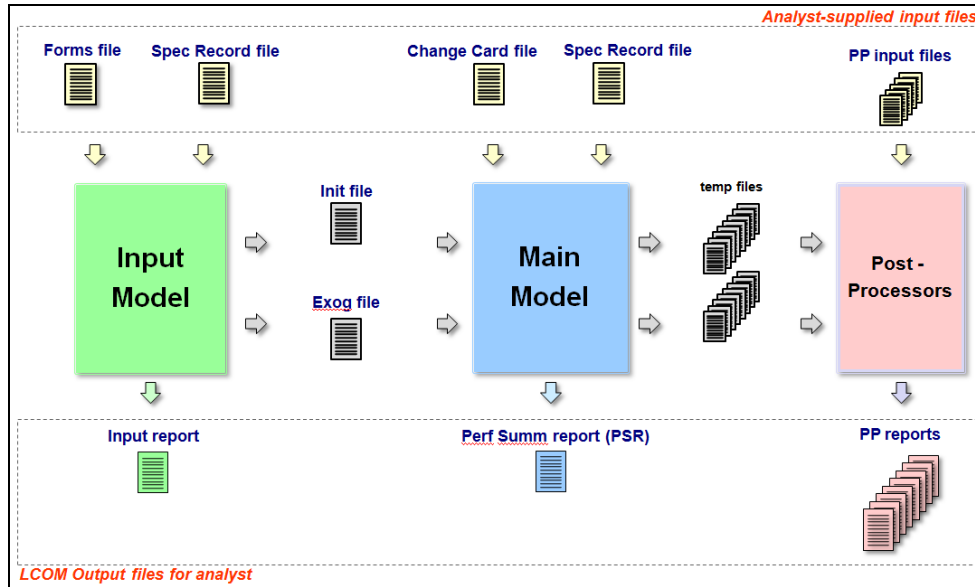 Analyst-supplied input files
Forms file
Spec Record file
Change Card file
Spec Record file
PP input files
Input
Model
Init file
Exog file
Main
Model
temp files
Post -
Processors
Input report
Perf Summ report (PSR)
PP reports
LCOM Output files for analyst